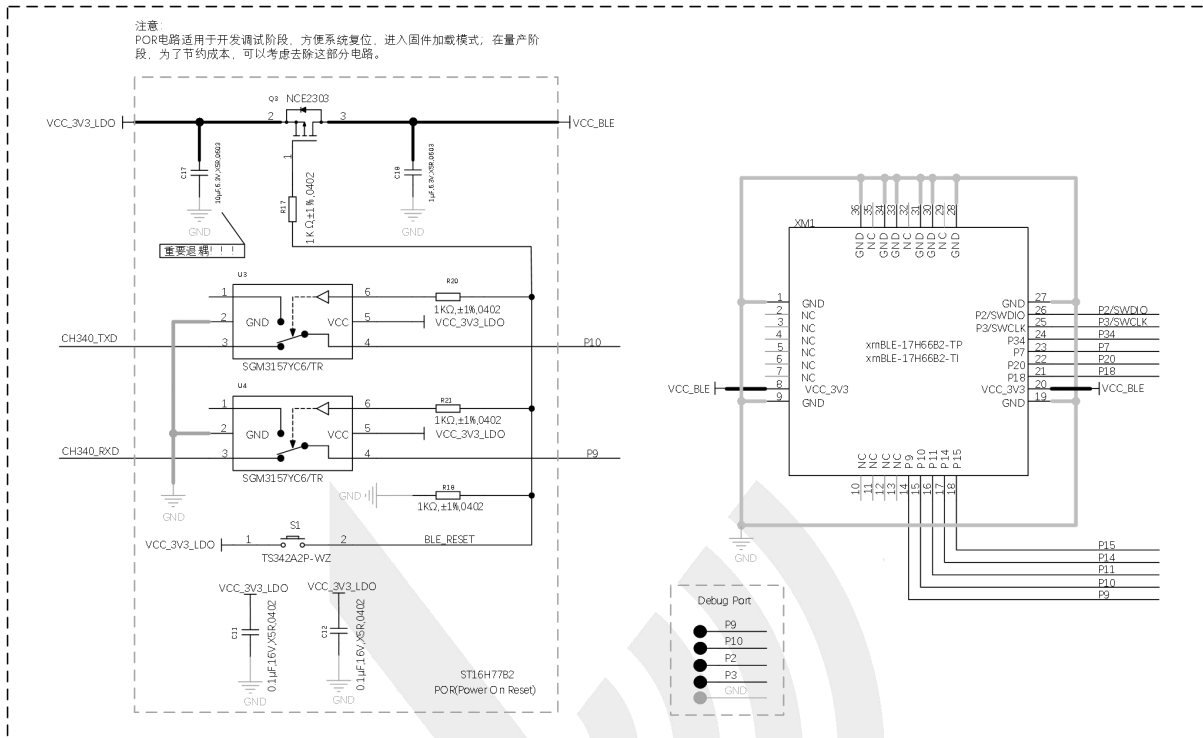 注意:
POR电路适用于开发调试阶段，方便系统复位，进入固件加载模式；在量产阶
段，为了节约成本，可以考虑去除这部分电路。
Q3 NCE2303
VCC_3V3_LDO 2 3 VCC_BLE
1
C17
10μF,6.3V,X5R,0603
GND
重要退耦！！！
R17
1KΩ,±1%,0402
C18
1μF,6.3V,X5R,0603
GND
U3
1 6 R20
1KΩ,±1%,0402
2 GND VCC 5 VCC_3V3_LDO
CH340_TXD 3 4 P10
SGM3157YC6/TR
U4
1 6 R21
1KΩ,±1%,0402
2 GND VCC 5 VCC_3V3_LDO
CH340_RXD 3 4 P9
SGM3157YC6/TR
GND
GND R18
1KΩ,±1%,0402
S1
VCC_3V3_LDO 1 2 BLE_RESET
TS342A2P-WZ
VCC_3V3_LDO
C11
0.1μF,16V,X5R,0402
GND
VCC_3V3_LDO
C12
0.1μF,16V,X5R,0402
GND
ST16H77B2
POR(Power On Reset)
XM1
36 35 34 33 32 31 30 29 28
GND NC GND GND NC GND GND NC GND
1 GND
2 NC
3 NC
4 NC
5 NC
6 NC
7 NC
VCC_BLE 8 VCC_3V3
9 GND
xmBLE-17H66B2-TP
xmBLE-17H66B2-TI
GND 27
P2/SWDIO 26 P2/SWDIO
P3/SWCLK 25 P3/SWCLK
P34 24 P34
P7 23 P7
P20 22 P20
P18 21 P18
VCC_3V3 20 VCC_BLE
GND 19
NC NC NC NC P9 P10 P11 P14 P15
10 11 12 13 14 15 16 17 18
GND
P15
P14
P11
P10
P9
Debug Port
P9
P10
P2
P3
GND